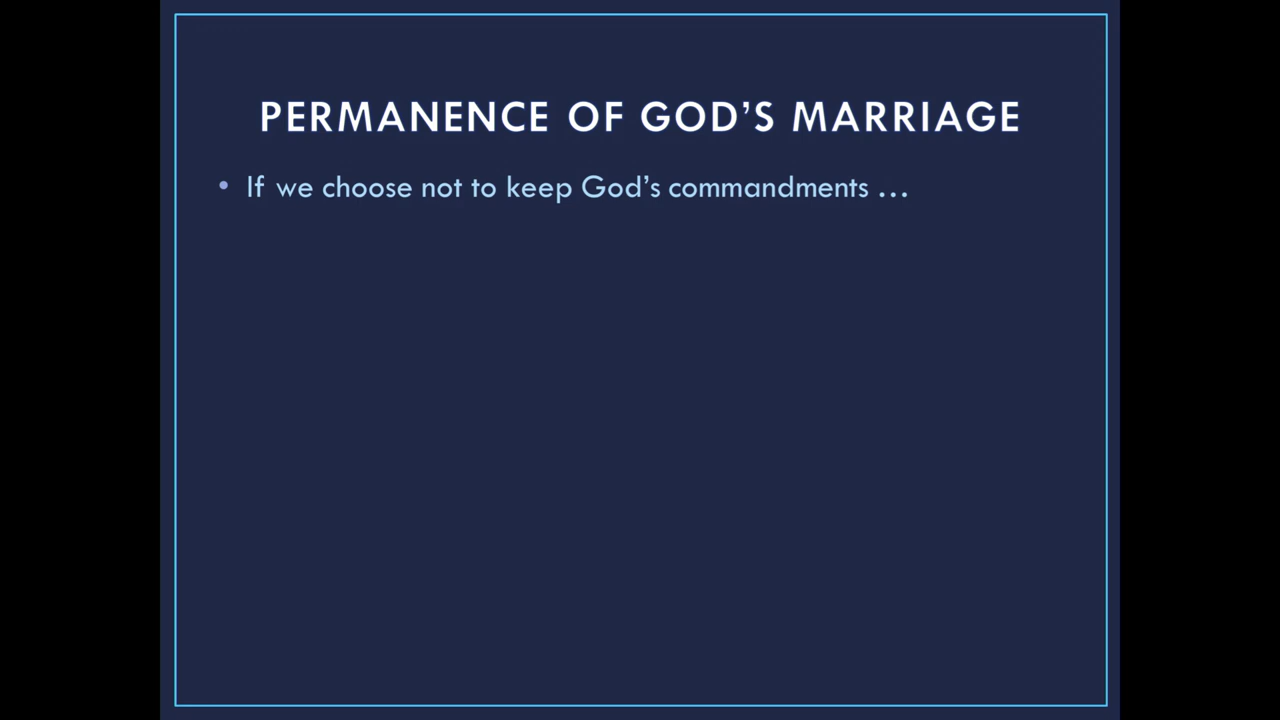 PERMANENCE OF GOD’S MARRIAGE
• If we choose not to keep God’s commandments …